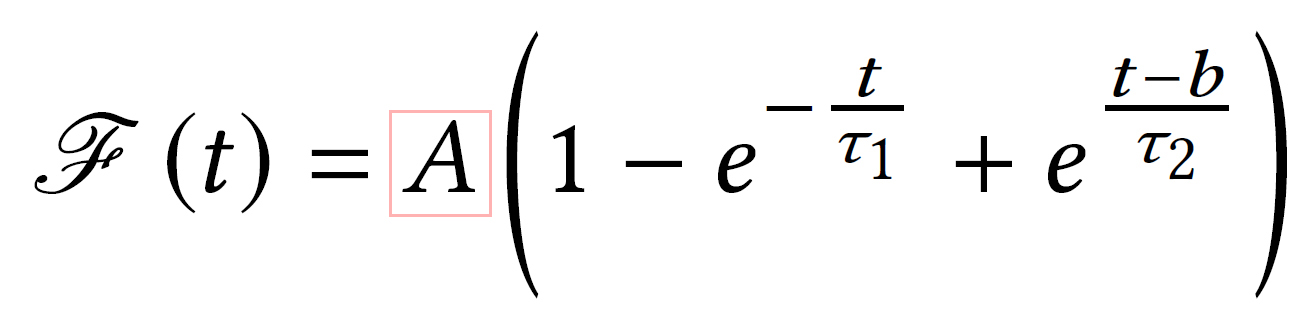 ℱ(t) = A(1 − e^{−t/τ₁} + e^{(t−b)/τ₂})